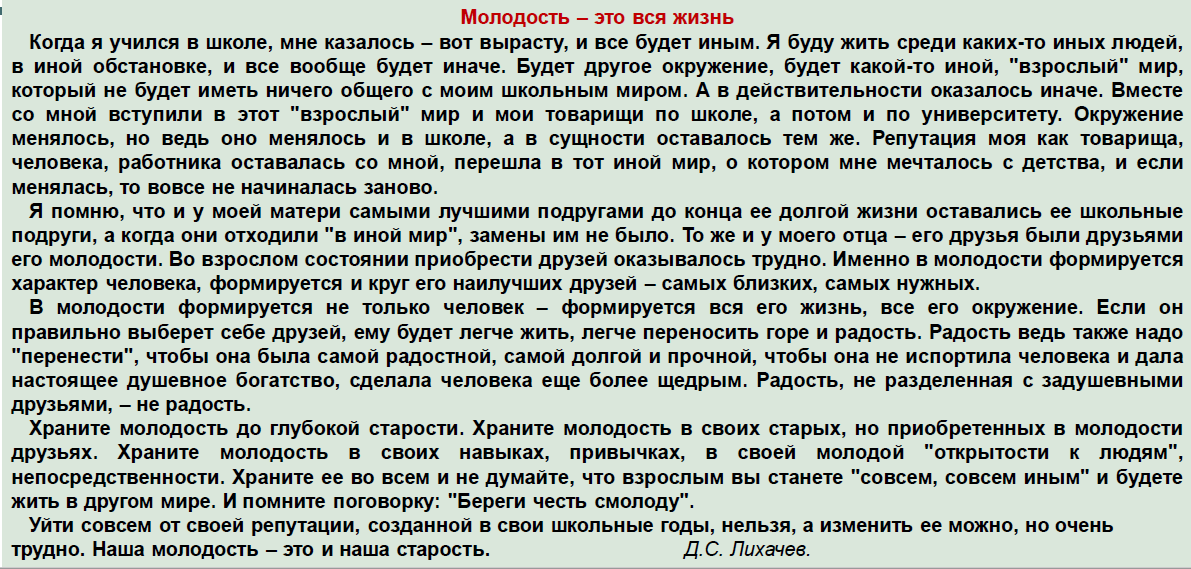 Молодость – это вся жизнь
Когда я учился в школе, мне казалось – вот вырасту, и все будет иным. Я буду жить среди каких-то иных людей,
в иной обстановке, и все вообще будет иначе. Будет другое окружение, будет какой-то иной, "взрослый" мир,
который не будет иметь ничего общего с моим школьным миром. А в действительности оказалось иначе. Вместе
со мной вступили в этот "взрослый" мир и мои товарищи по школе, а потом и по университету. Окружение
менялось, но ведь оно менялось и в школе, а в сущности оставалось тем же. Репутация моя как товарища,
человека, работника оставалась со мной, перешла в тот иной мир, о котором мне мечталось с детства, и если
менялась, то вовсе не начиналась заново.
Я помню, что и у моей матери самыми лучшими подругами до конца ее долгой жизни оставались ее школьные
подруги, а когда они отходили "в иной мир", замены им не было. То же и у моего отца – его друзья были друзьями
его молодости. Во взрослом состоянии приобрести друзей оказывалось трудно. Именно в молодости формируется
характер человека, формируется и круг его наилучших друзей – самых близких, самых нужных.
В молодости формируется не только человек – формируется вся его жизнь, все его окружение. Если он
правильно выберет себе друзей, ему будет легче жить, легче переносить горе и радость. Радость ведь также надо
"перенести", чтобы она была самой радостной, самой долгой и прочной, чтобы она не испортила человека и дала
настоящее душевное богатство, сделала человека еще более щедрым. Радость, не разделенная с задушевными
друзьями, – не радость.
Храните молодость до глубокой старости. Храните молодость в своих старых, но приобретенных в молодости
друзьях. Храните молодость в своих навыках, привычках, в своей молодой "открытости к людям",
непосредственности. Храните ее во всем и не думайте, что взрослым вы станете "совсем, совсем иным" и будете
жить в другом мире. И помните поговорку: "Береги честь смолоду".
Уйти совсем от своей репутации, созданной в свои школьные годы, нельзя, а изменить ее можно, но очень
трудно. Наша молодость – это и наша старость. Д.С. Лихачев.